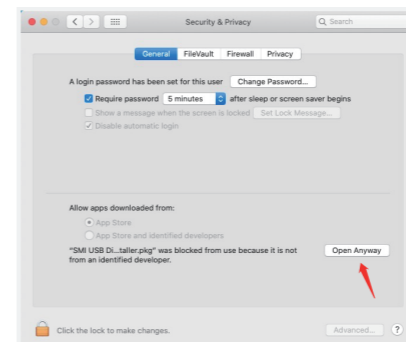 Security & Privacy
Search
General FileVault Firewall Privacy
A login password has been set for this user Change Password...
Require password 5 minutes after sleep or screen saver begins
Show a message when the screen is locked Set Lock Message...
Disable automatic login
Allow apps downloaded from:
App Store
App Store and identified developers
"SMI USB Di...taller.pkg" was blocked from use because it is not
from an identified developer.
Open Anyway
Click the lock to make changes.
Advanced...
?